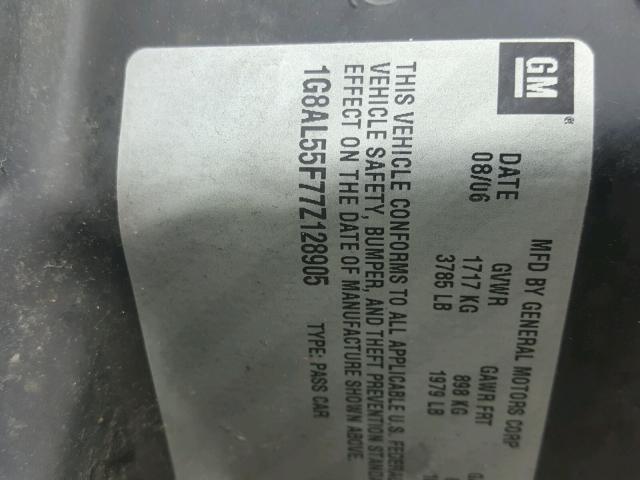 GM
®
MFD BY GENERAL MOTORS CORP
DATE GVWR GAWR FRT
08/06 1717 KG 898 KG
3785 LB 1979 LB
THIS VEHICLE CONFORMS TO ALL APPLICABLE U.S.
VEHICLE SAFETY, BUMPER, AND THEFT PREVENTION
EFFECT ON THE DATE OF MANUFACTURE SHOWN ABOVE.
1G8AL55F77Z128905 TYPE: PASS CAR